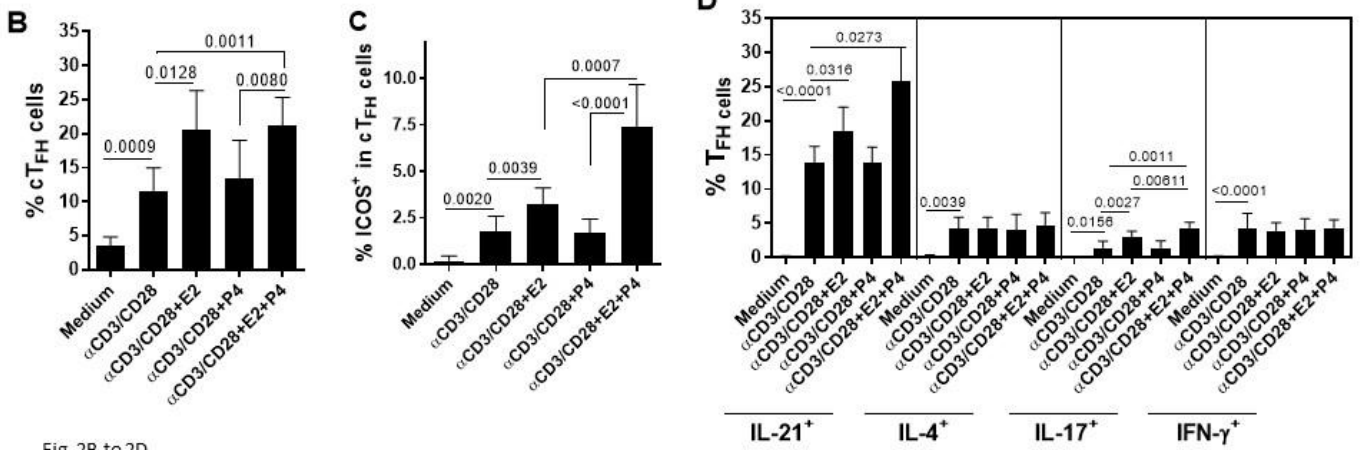 B
35
30
25
20
15
10
5
0
% cT_FH cells
0.0009
0.0128
0.0011
0.0080
Medium
αCD3/CD28
αCD3/CD28+E2
αCD3/CD28+P4
αCD3/CD28+E2+P4
C
10.0
7.5
5.0
2.5
0.0
% ICOS⁺ in cT_FH cells
0.0020
0.0039
0.0007
<0.0001
Medium
αCD3/CD28
αCD3/CD28+E2
αCD3/CD28+P4
αCD3/CD28+E2+P4
D
35
30
25
20
15
10
5
0
% T_FH cells
<0.0001
0.0316
0.0273
0.0039
0.0156
0.0027
0.00611
0.0011
<0.0001
Medium
αCD3/CD28
αCD3/CD28+E2
αCD3/CD28+P4
αCD3/CD28+E2+P4
Medium
αCD3/CD28
αCD3/CD28+E2
αCD3/CD28+P4
αCD3/CD28+E2+P4
Medium
αCD3/CD28
αCD3/CD28+E2
αCD3/CD28+P4
αCD3/CD28+E2+P4
Medium
αCD3/CD28
αCD3/CD28+E2
αCD3/CD28+P4
αCD3/CD28+E2+P4
IL-21⁺
IL-4⁺
IL-17⁺
IFN-γ⁺
Fig. 2B to 2D